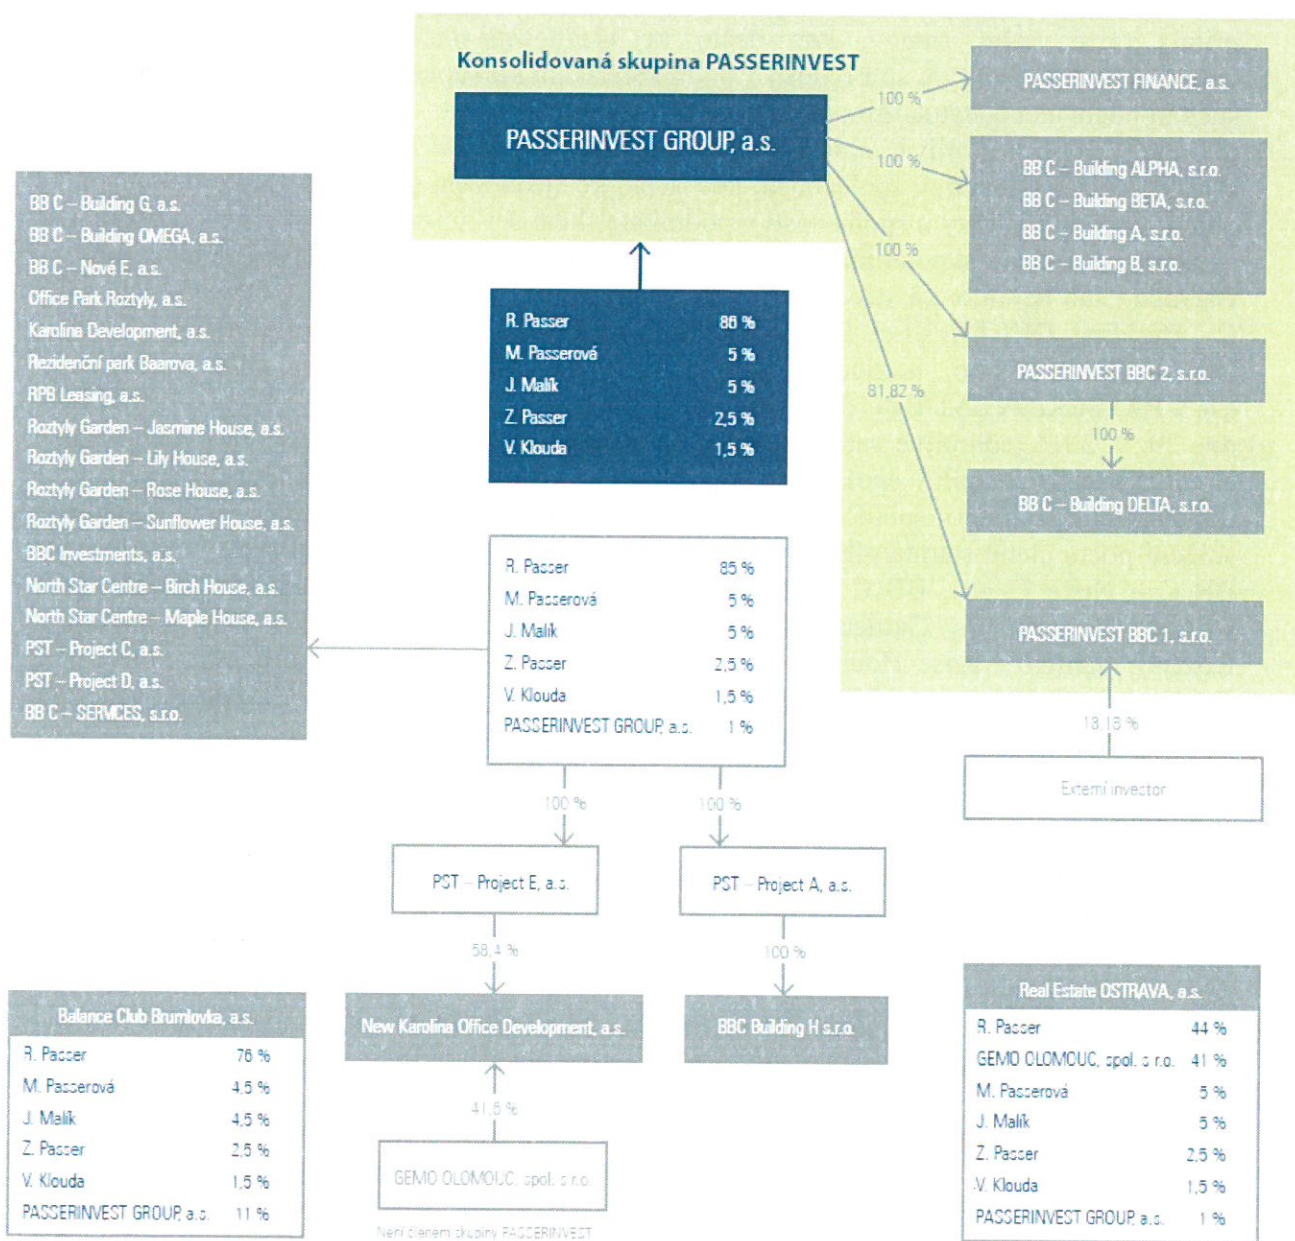 Konsolidovaná skupina PASSERINVEST
PASSERINVEST GROUP, a.s.
100 %
PASSERINVEST FINANCE, a.s.
100 %
BB C – Building ALPHA, s.r.o.
BB C – Building BETA, s.r.o.
BB C – Building A, s.r.o.
BB C – Building B, s.r.o.
100 %
PASSERINVEST BBC 2, s.r.o.
100 %
BB C – Building DELTA, s.r.o.
81,82 %
PASSERINVEST BBC 1, s.r.o.
18,18 %
Externí investor
R. Passer 86 %
M. Passerová 5 %
J. Malík 5 %
Z. Passer 2,5 %
V. Klouda 1,5 %
BB C – Building G, a.s.
BB C – Building OMEGA, a.s.
BB C – Nové E, a.s.
Office Park Roztyly, a.s.
Karolina Development, a.s.
Rezidenční park Baarova, a.s.
RPB Leasing, a.s.
Roztyly Garden – Jasmine House, a.s.
Roztyly Garden – Lily House, a.s.
Roztyly Garden – Rose House, a.s.
Roztyly Garden – Sunflower House, a.s.
BBC Investments, a.s.
North Star Centre – Birch House, a.s.
North Star Centre – Maple House, a.s.
PST – Project C, a.s.
PST – Project D, a.s.
BB C – SERVICES, s.r.o.
R. Passer 85 %
M. Passerová 5 %
J. Malík 5 %
Z. Passer 2,5 %
V. Klouda 1,5 %
PASSERINVEST GROUP, a.s. 1 %
100 %
100 %
PST – Project E, a.s.
PST – Project A, a.s.
58,4 %
100 %
New Karolina Office Development, a.s.
BBC Building H s.r.o.
41,6 %
GEMO OLOMOUC, spol. s r.o.
Není členem skupiny PASSERINVEST
Balance Club Brumlovka, a.s.
R. Passer 76 %
M. Passerová 4,5 %
J. Malík 4,5 %
Z. Passer 2,5 %
V. Klouda 1,5 %
PASSERINVEST GROUP, a.s. 11 %
Real Estate OSTRAVA, a.s.
R. Passer 44 %
GEMO OLOMOUC, spol. s r.o. 41 %
M. Passerová 5 %
J. Malík 5 %
Z. Passer 2,5 %
V. Klouda 1,5 %
PASSERINVEST GROUP, a.s. 1 %